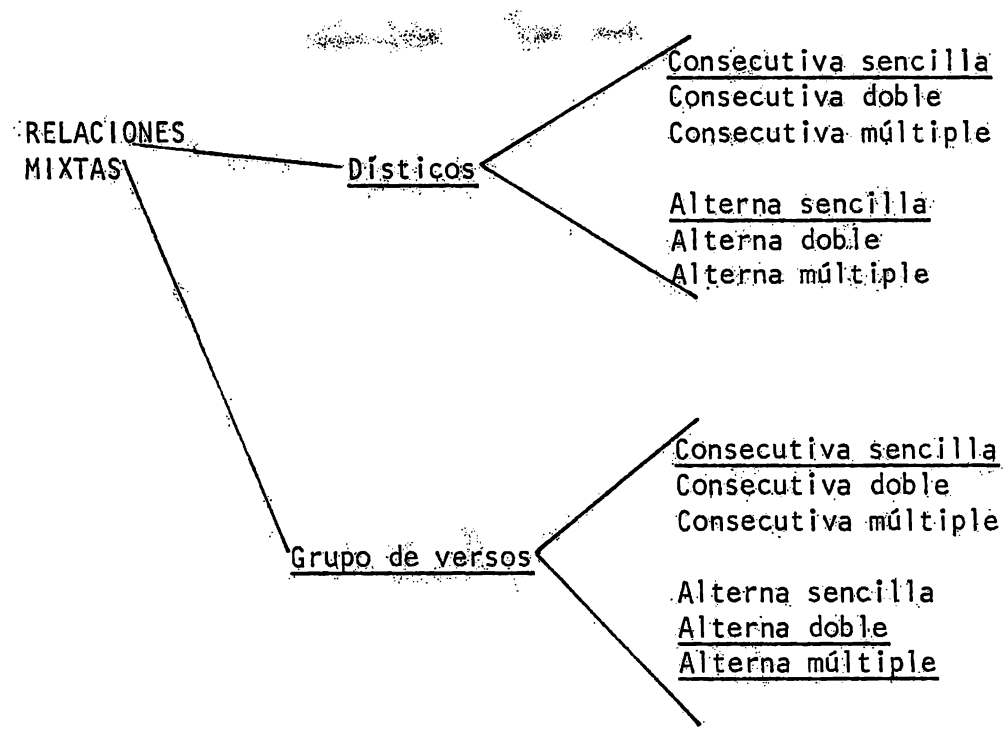 RELACIONES
MIXTAS
Dísticos
Consecutiva sencilla
Consecutiva doble
Consecutiva múltiple
Alterna sencilla
Alterna doble
Alterna múltiple
Grupo de versos
Consecutiva sencilla
Consecutiva doble
Consecutiva múltiple
Alterna sencilla
Alterna doble
Alterna múltiple